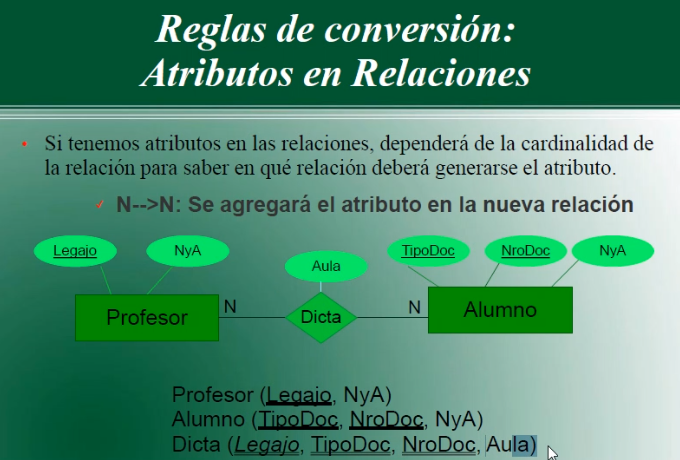 Reglas de conversión:
Atributos en Relaciones
Si tenemos atributos en las relaciones, dependerá de la cardinalidad de
la relación para saber en qué relación deberá generarse el atributo.
N-->N: Se agregará el atributo en la nueva relación
Legajo NyA Aula TipoDoc NroDoc NyA
Profesor N Dicta N Alumno
Profesor (Legajo, NyA)
Alumno (TipoDoc, NroDoc, NyA)
Dicta (Legajo, TipoDoc, NroDoc, Aula)